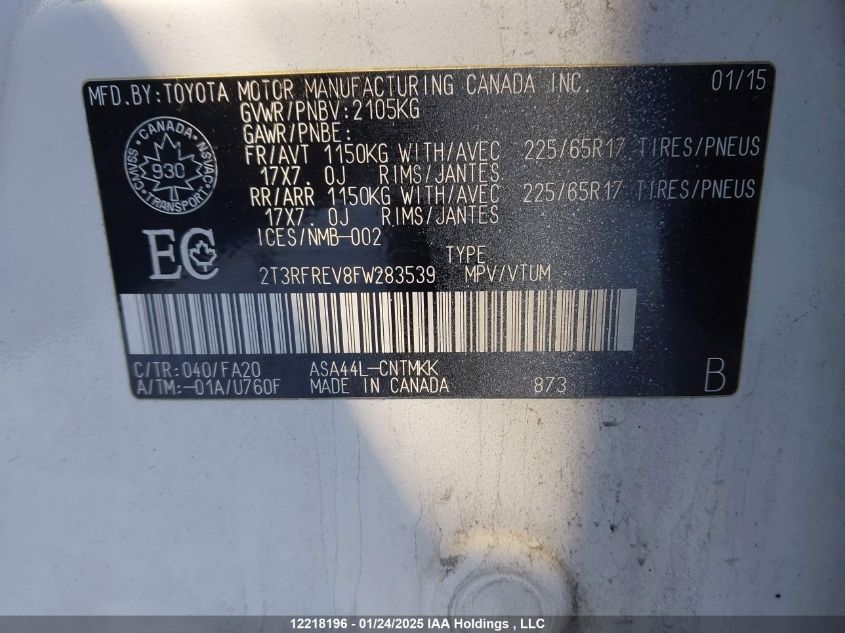 MFD.BY:TOYOTA MOTOR MANUFACTURING CANADA INC. 01/15
GVWR/PNBV:2105KG
GAWR/PNBE:
FR/AVT 1150KG WITH/AVEC 225/65R17 TIRES/PNEUS
17X7.0J RIMS/JANTES
RR/ARR 1150KG WITH/AVEC 225/65R17 TIRES/PNEUS
17X7.0J RIMS/JANTES
ICES/NMB-002
CANADA
CMVSS 930 NSVAC
TRANSPORT
EC
TYPE
2T3RFREV8FW283539 MPV/VTUM
C/TR:040/FA20 ASA44L-CNTMKK
A/TM:-01A/U760F MADE IN CANADA 873 B
12218196 - 01/24/2025 IAA Holdings , LLC